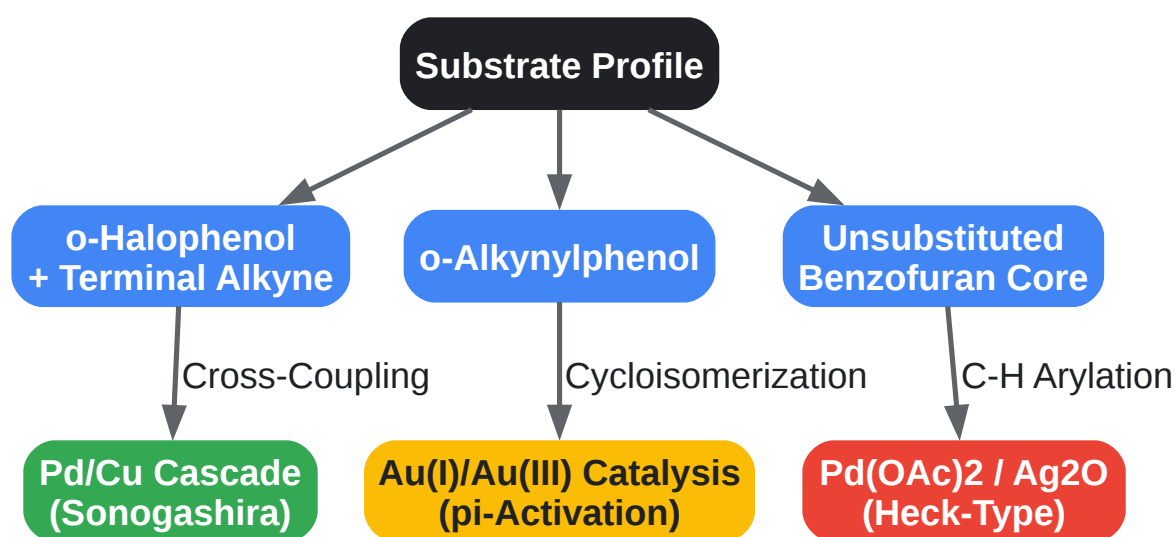 Substrate Profile
o-Halophenol
+ Terminal Alkyne
o-Alkynylphenol
Unsubstituted
Benzofuran Core
Cross-Coupling
Cycloisomerization
C-H Arylation
Pd/Cu Cascade
(Sonogashira)
Au(I)/Au(III) Catalysis
(pi-Activation)
Pd(OAc)2 / Ag2O
(Heck-Type)